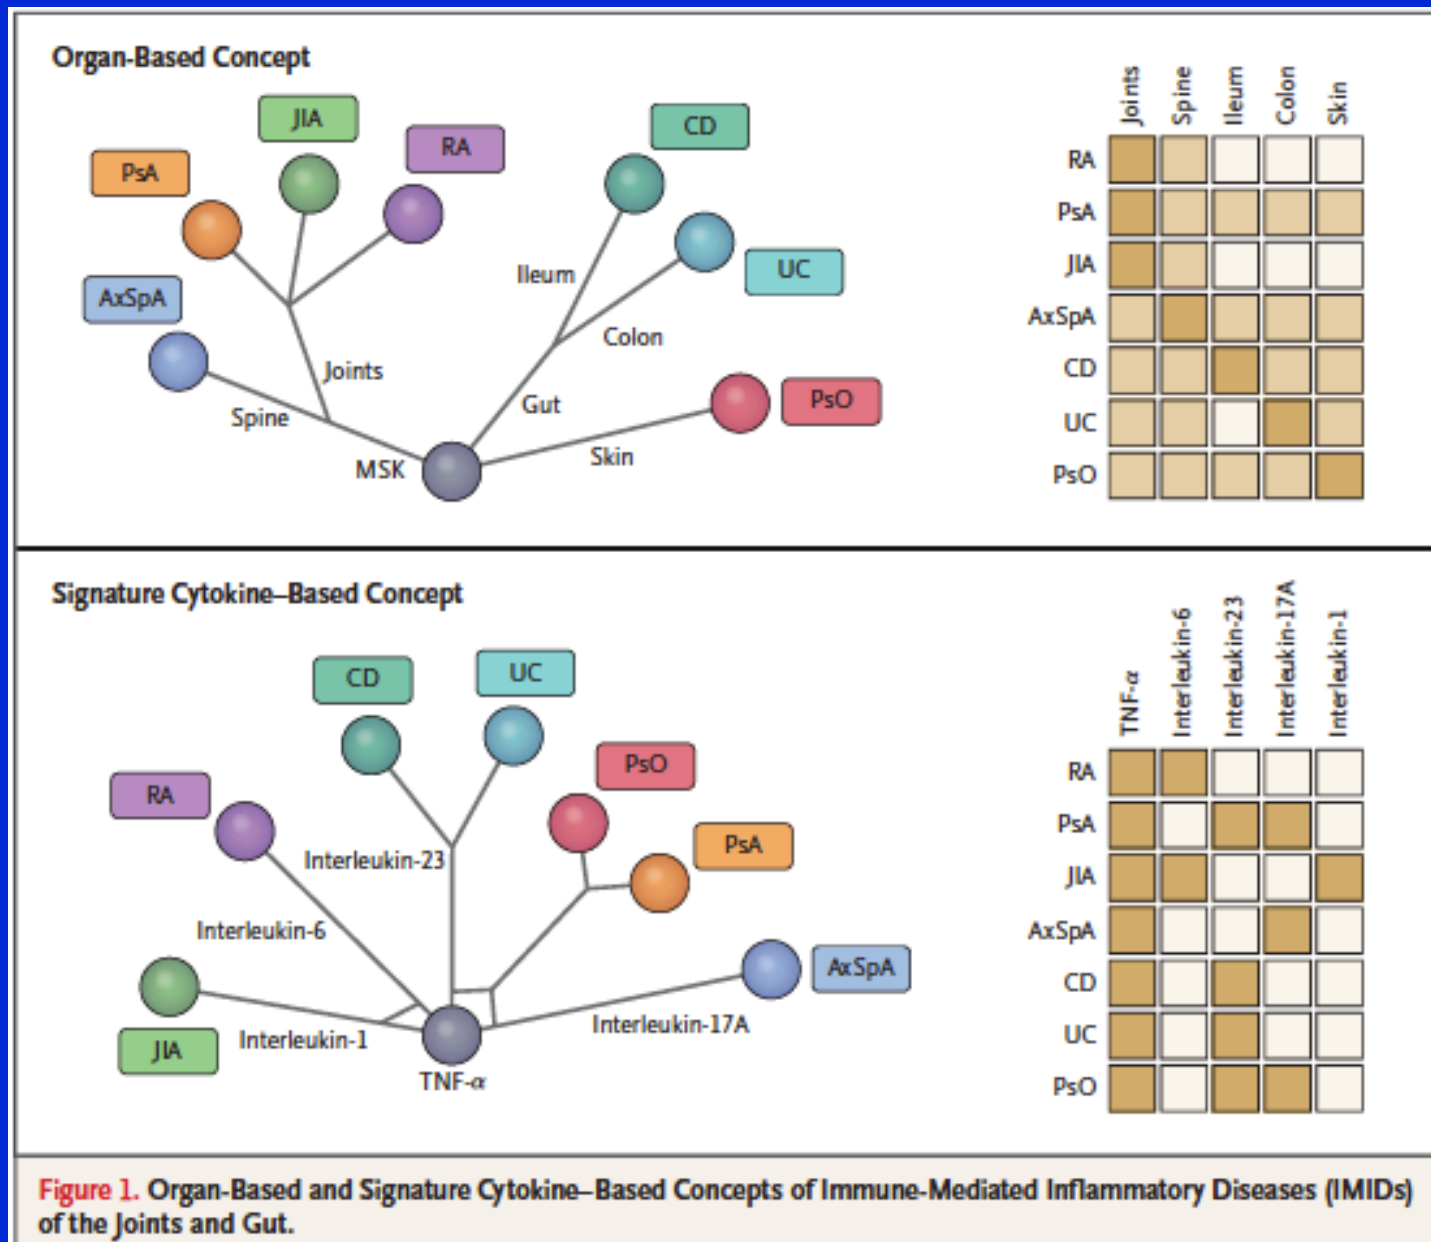 Organ-Based Concept
JIA
CD
RA
PsA
Ileum
UC
AxSpA
Colon
Joints
PsO
Spine
Gut
Skin
MSK
Joints
Spine
Ileum
Colon
Skin
RA
PsA
JIA
AxSpA
CD
UC
PsO
Signature Cytokine–Based Concept
CD
UC
PsO
RA
PsA
Interleukin-23
Interleukin-6
AxSpA
Interleukin-17A
Interleukin-1
JIA
TNF-α
TNF-α
Interleukin-6
Interleukin-23
Interleukin-17A
Interleukin-1
RA
PsA
JIA
AxSpA
CD
UC
PsO
Figure 1. Organ-Based and Signature Cytokine–Based Concepts of Immune-Mediated Inflammatory Diseases (IMIDs)
of the Joints and Gut.